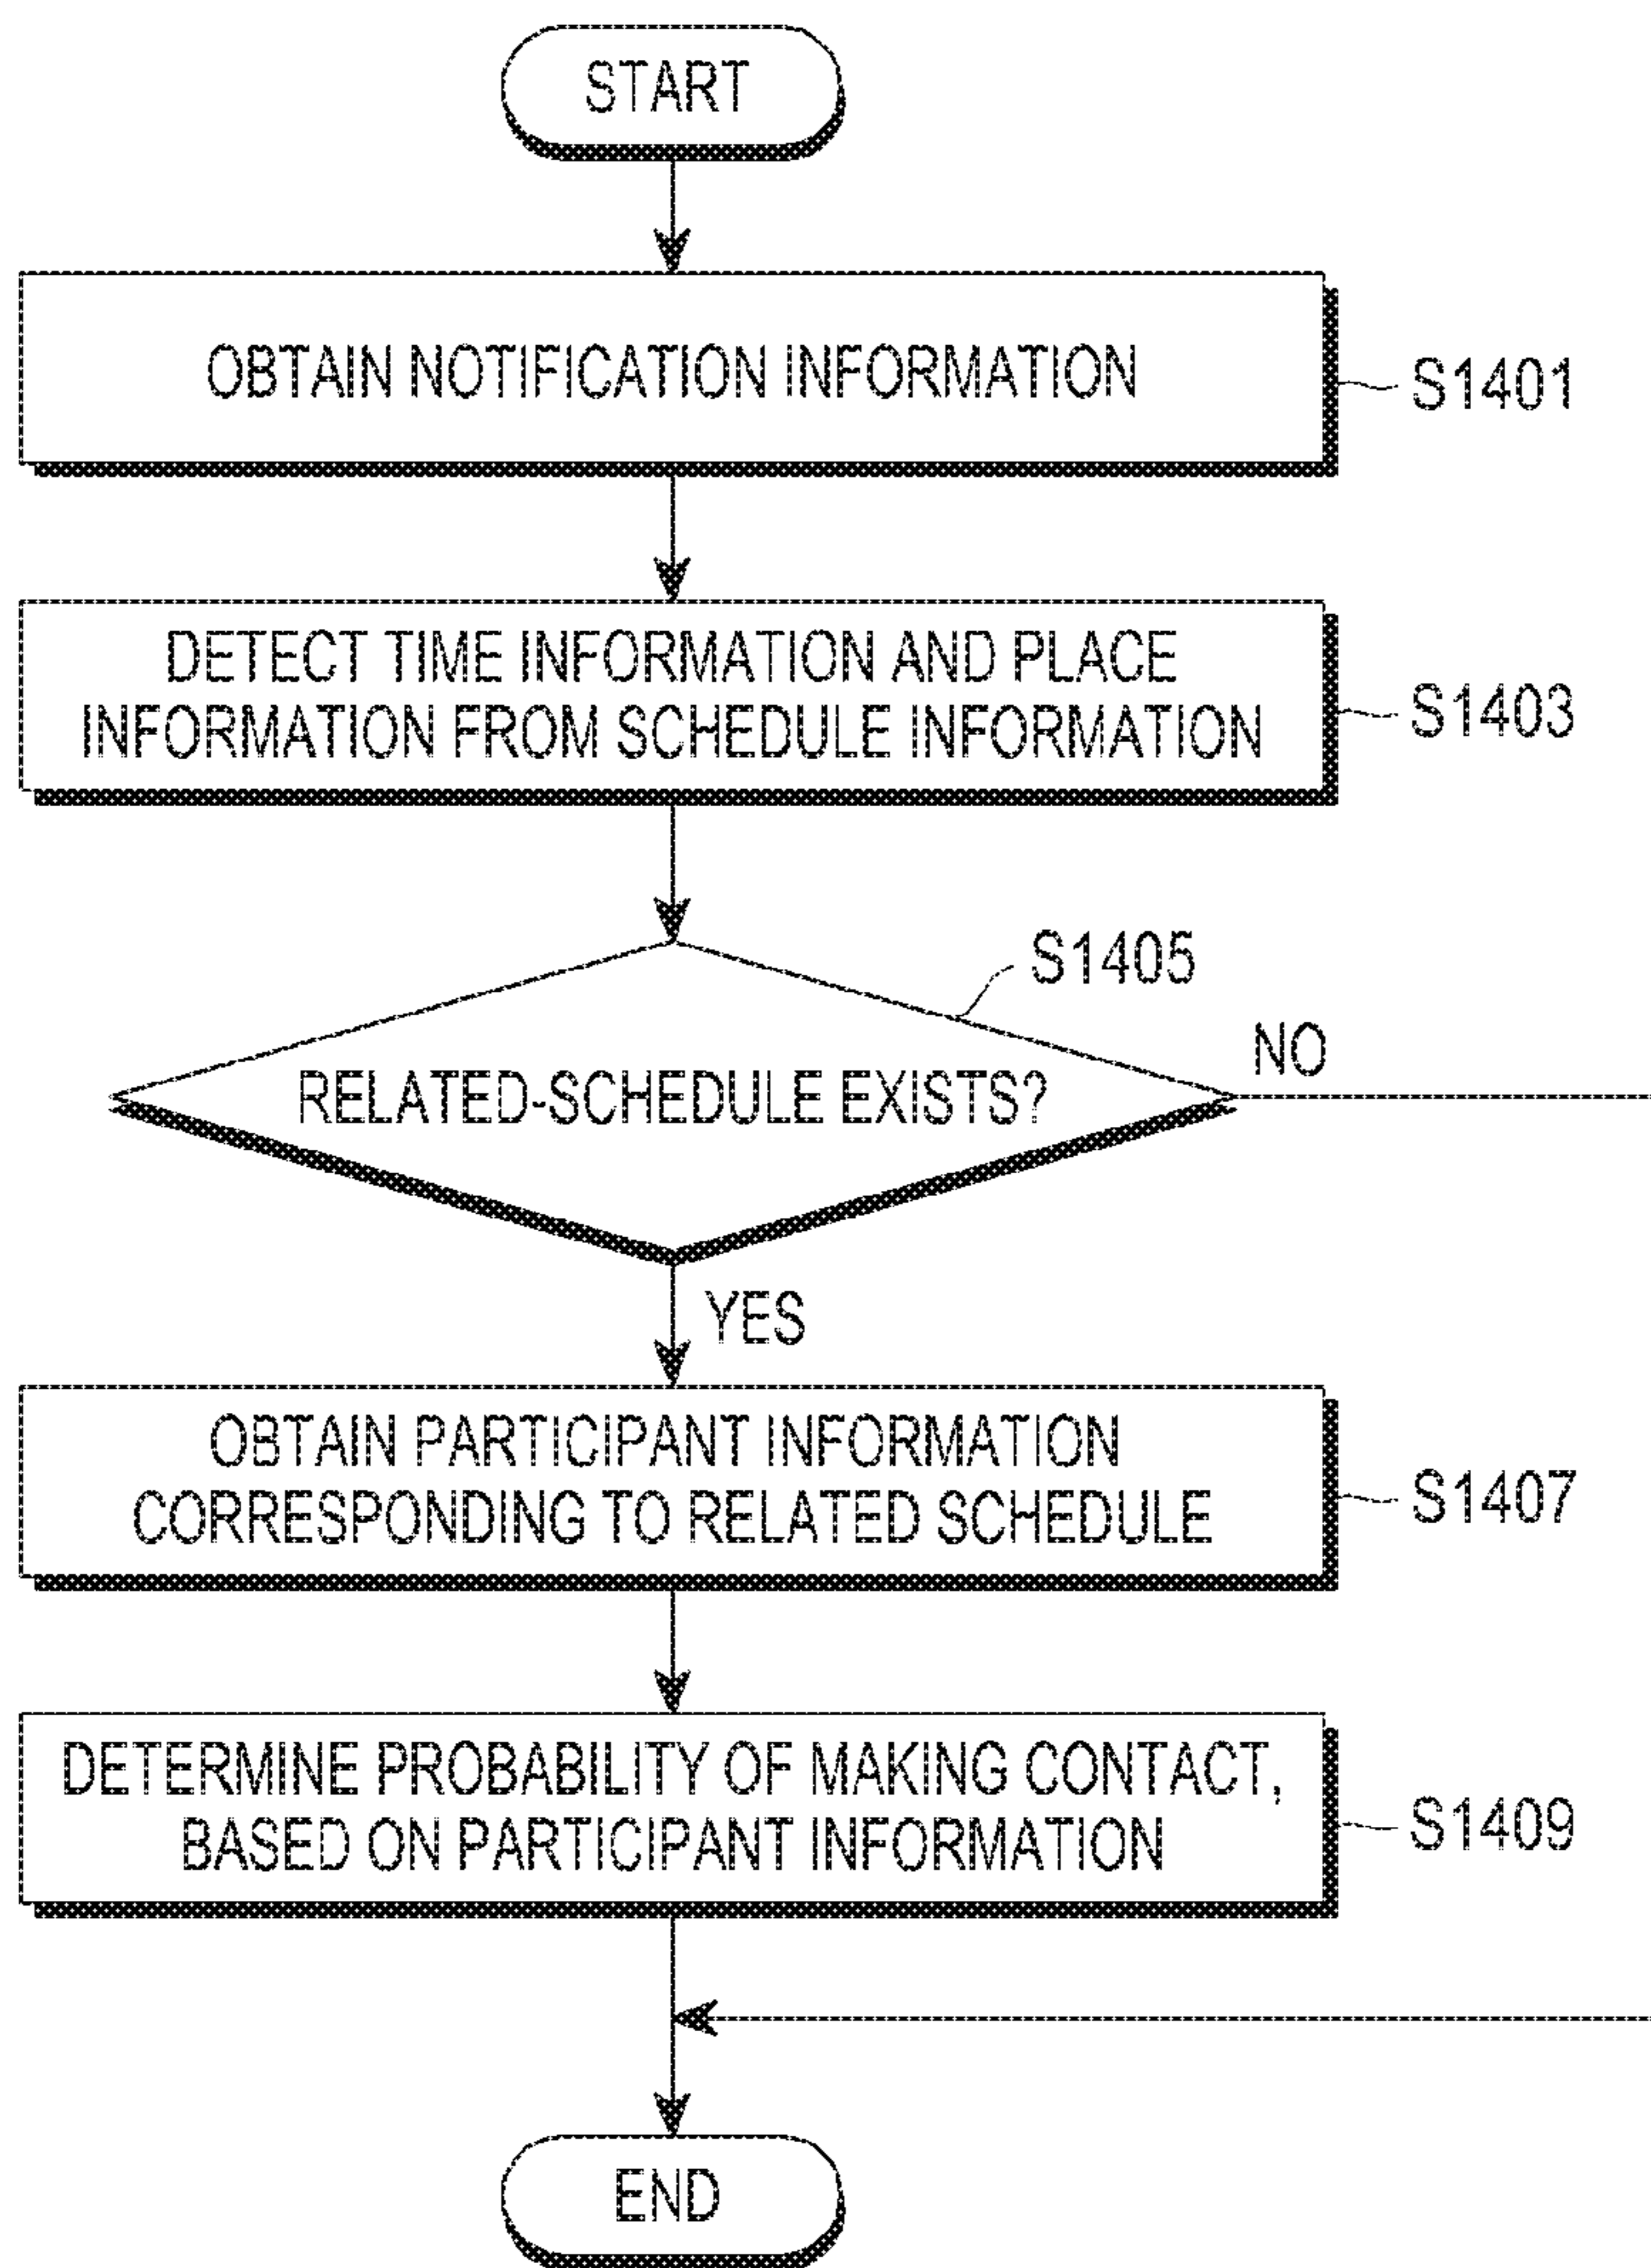 START
OBTAIN NOTIFICATION INFORMATION
S1401
DETECT TIME INFORMATION AND PLACE
INFORMATION FROM SCHEDULE INFORMATION
S1403
S1405
RELATED-SCHEDULE EXISTS?
NO
YES
OBTAIN PARTICIPANT INFORMATION
CORRESPONDING TO RELATED SCHEDULE
S1407
DETERMINE PROBABILITY OF MAKING CONTACT,
BASED ON PARTICIPANT INFORMATION
S1409
END